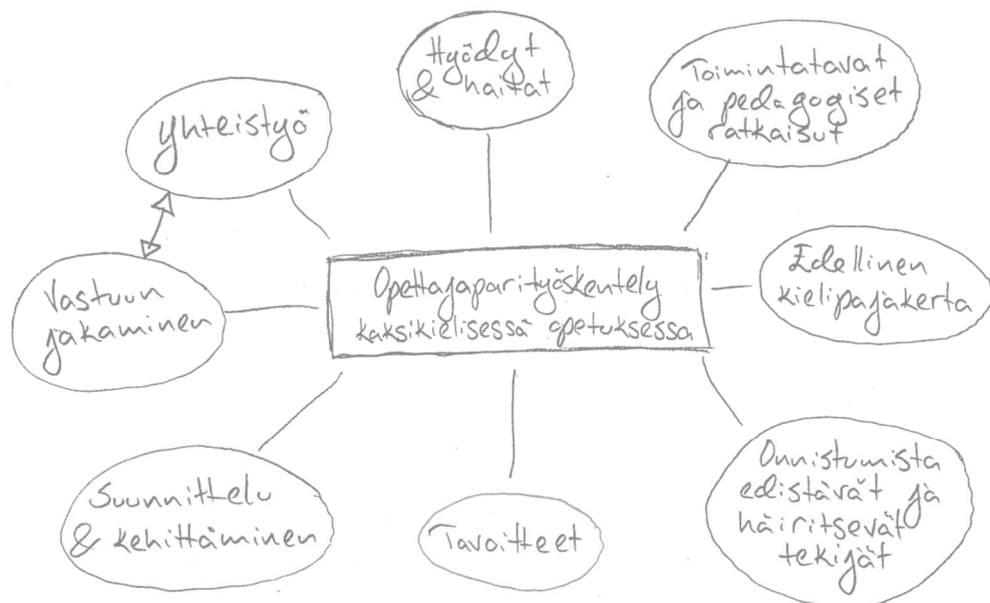 Hyödyt
& haitat
Toimintatavat
ja pedagogiset
ratkaisut
yhteistyö
Edellinen
kielipajakerta
Opettajaparityöskentely
kaksikielisessä opetuksessa
Vastuun
jakaminen
Onnistumista
edistävät ja
häiritsevät
tekijät
Suunnittelu
& kehittäminen
Tavoitteet